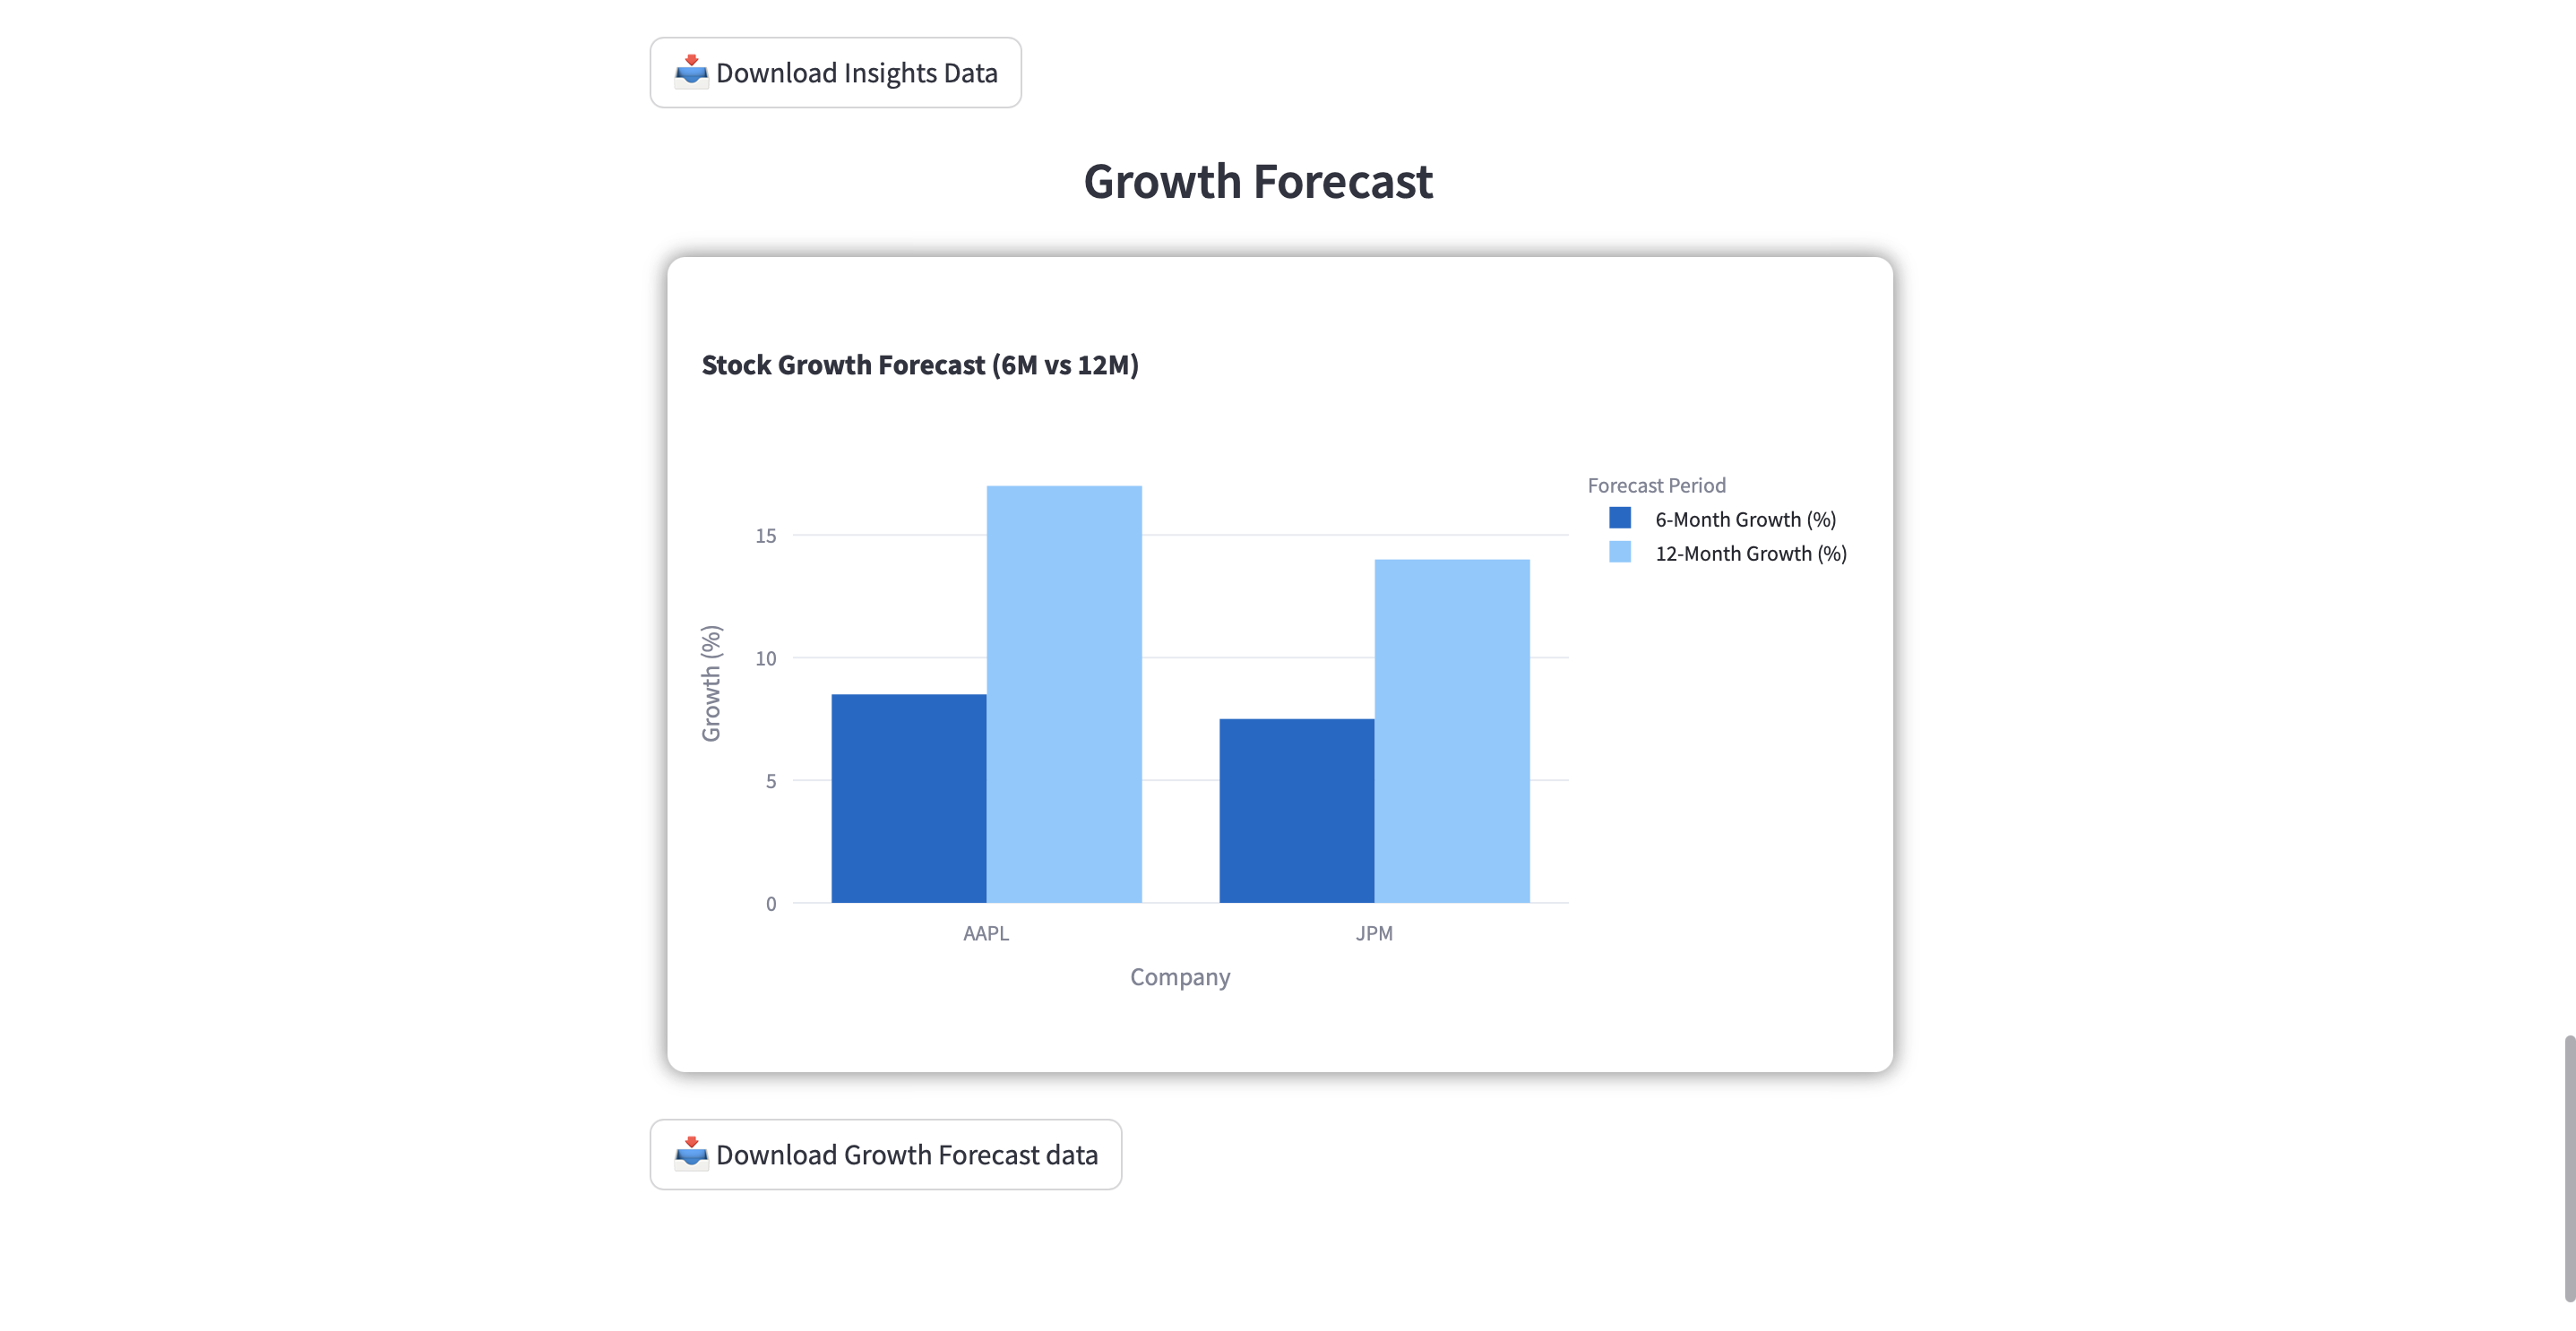 Download Insights Data
Growth Forecast
Stock Growth Forecast (6M vs 12M)
Forecast Period
6-Month Growth (%)
12-Month Growth (%)
15
10
5
0
Growth (%)
AAPL
JPM
Company
Download Growth Forecast data